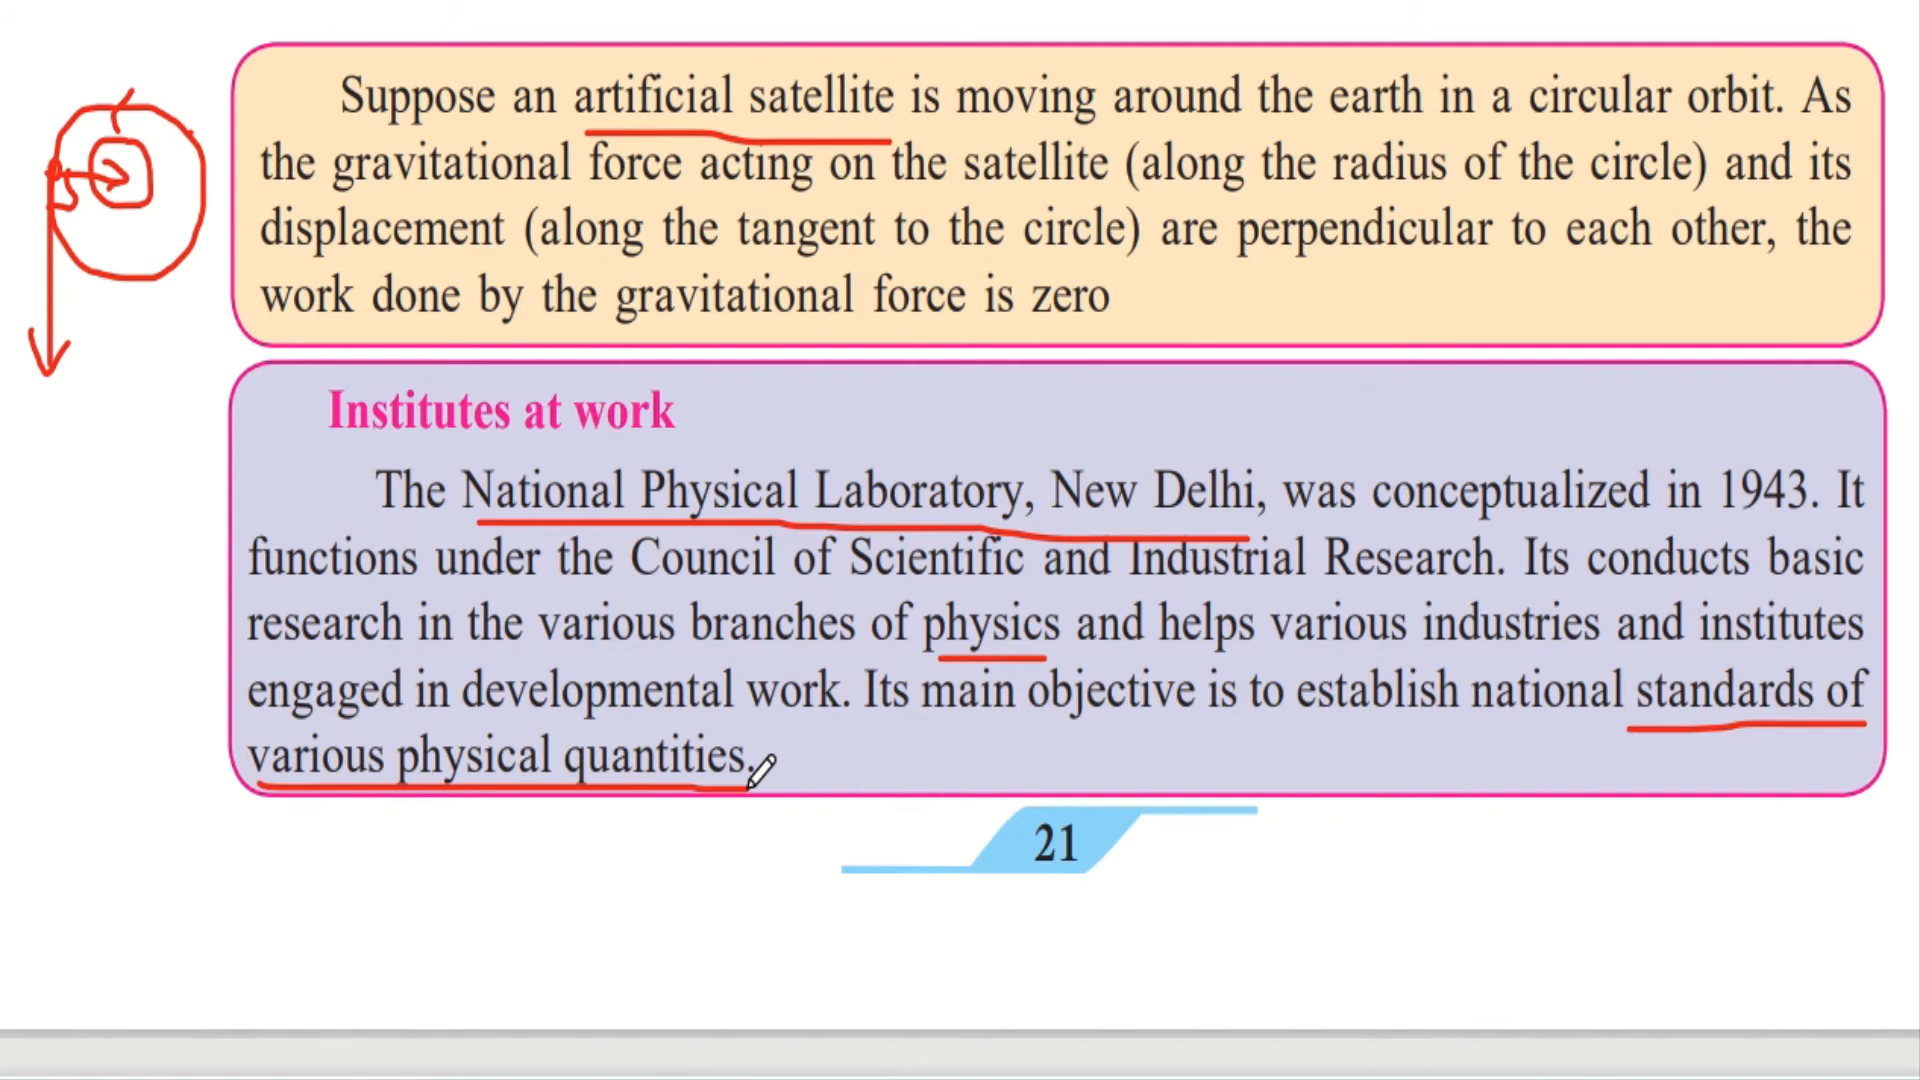 Suppose an artificial satellite is moving around the earth in a circular orbit. As
the gravitational force acting on the satellite (along the radius of the circle) and its
displacement (along the tangent to the circle) are perpendicular to each other, the
work done by the gravitational force is zero
Institutes at work
The National Physical Laboratory, New Delhi, was conceptualized in 1943. It
functions under the Council of Scientific and Industrial Research. Its conducts basic
research in the various branches of physics and helps various industries and institutes
engaged in developmental work. Its main objective is to establish national standards of
various physical quantities.
21